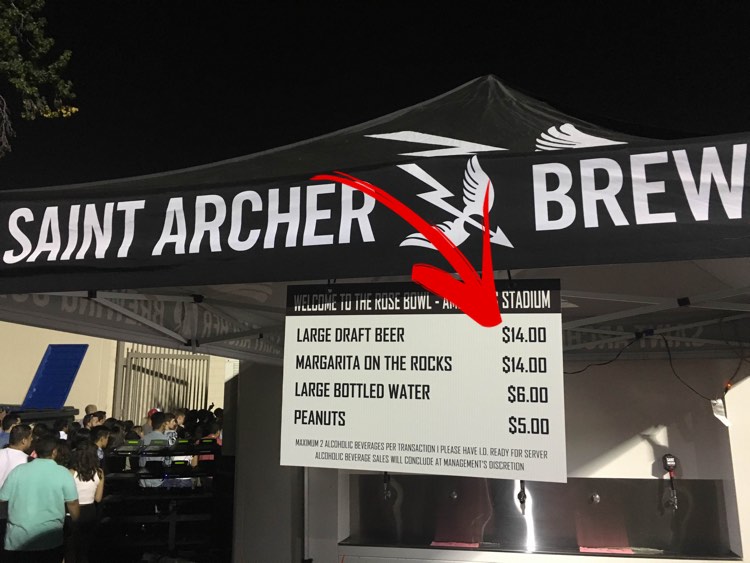 SAINT ARCHER BREW
WELCOME TO THE ROSE BOWL - STADIUM
LARGE DRAFT BEER $14.00
MARGARITA ON THE ROCKS $14.00
LARGE BOTTLED WATER $6.00
PEANUTS $5.00
MAXIMUM 2 ALCOHOLIC BEVERAGES PER TRANSACTION | PLEASE HAVE I.D. READY FOR SERVER
ALCOHOLIC BEVERAGE SALES WILL CONCLUDE AT MANAGEMENT'S DISCRETION